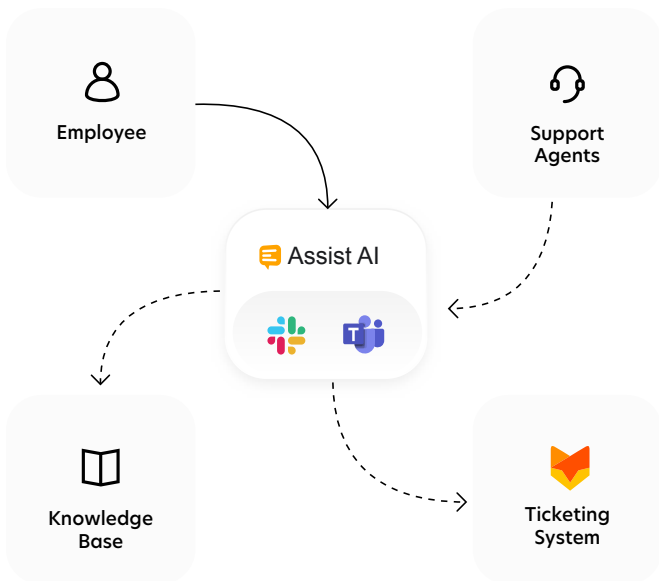 Employee
Support
Agents
Assist AI
T
Knowledge
Base
Ticketing
System